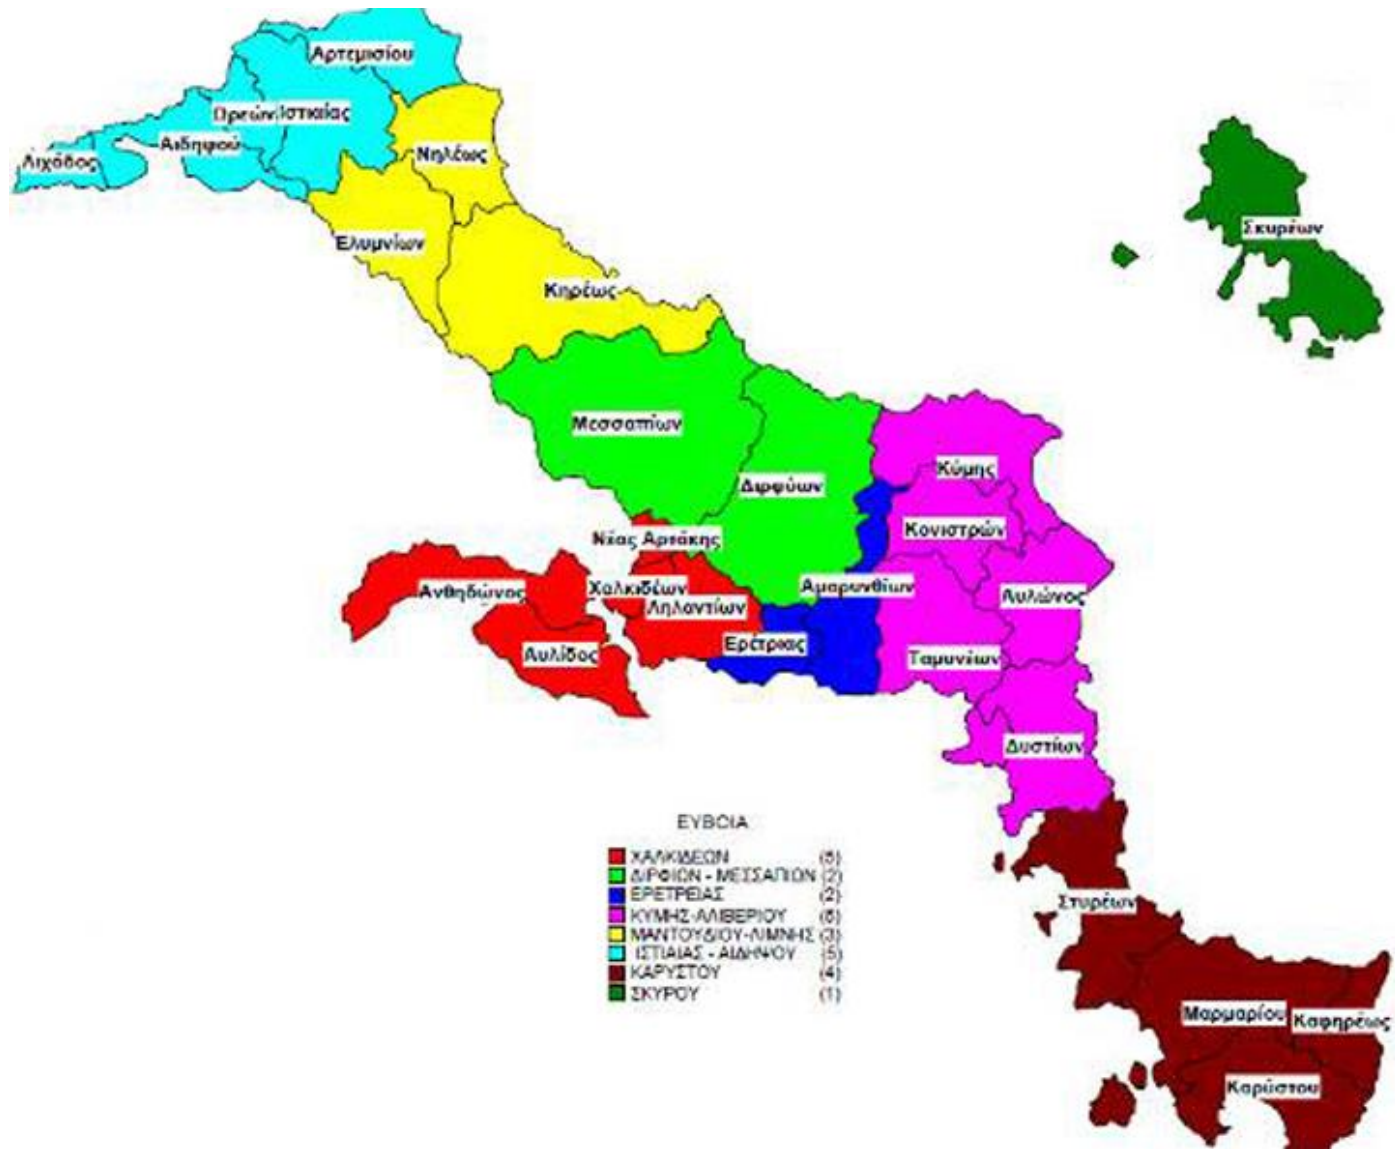 Αρτεμισίου
Ωρεών
Ιστιαίας
Αιδηψού
Λιχάδος
Νηλέως
Ελυμνίων
Κηρέως
Σκυρέων
Μεσσαπίων
Διρφύων
Κύμης
Κονιστρών
Νέας Αρτάκης
Ανθηδώνος
Χαλκιδέων
Ληλαντίων
Αμαρυνθίων
Αυλώνος
Αυλίδος
Ερέτριας
Ταμυνέων
Δυστίων
ΕΥΒΟΙΑ
ΧΑΛΚΙΔΕΩΝ (5)
ΔΙΡΦΙΩΝ - ΜΕΣΣΑΠΙΩΝ (2)
ΕΡΕΤΡΕΙΑΣ (2)
ΚΥΜΗΣ-ΑΛΙΒΕΡΙΟΥ
ΜΑΝΤΟΥΔΙΟΥ-ΛΙΜΝΗΣ (3)
ΙΣΤΙΑΙΑΣ - ΑΙΔΗΨΟΥ (5)
ΚΑΡΥΣΤΟΥ (4)
ΣΚΥΡΟΥ (1)
Στυρέων
Μαρμαρίου
Καφηρέως
Καρύστου